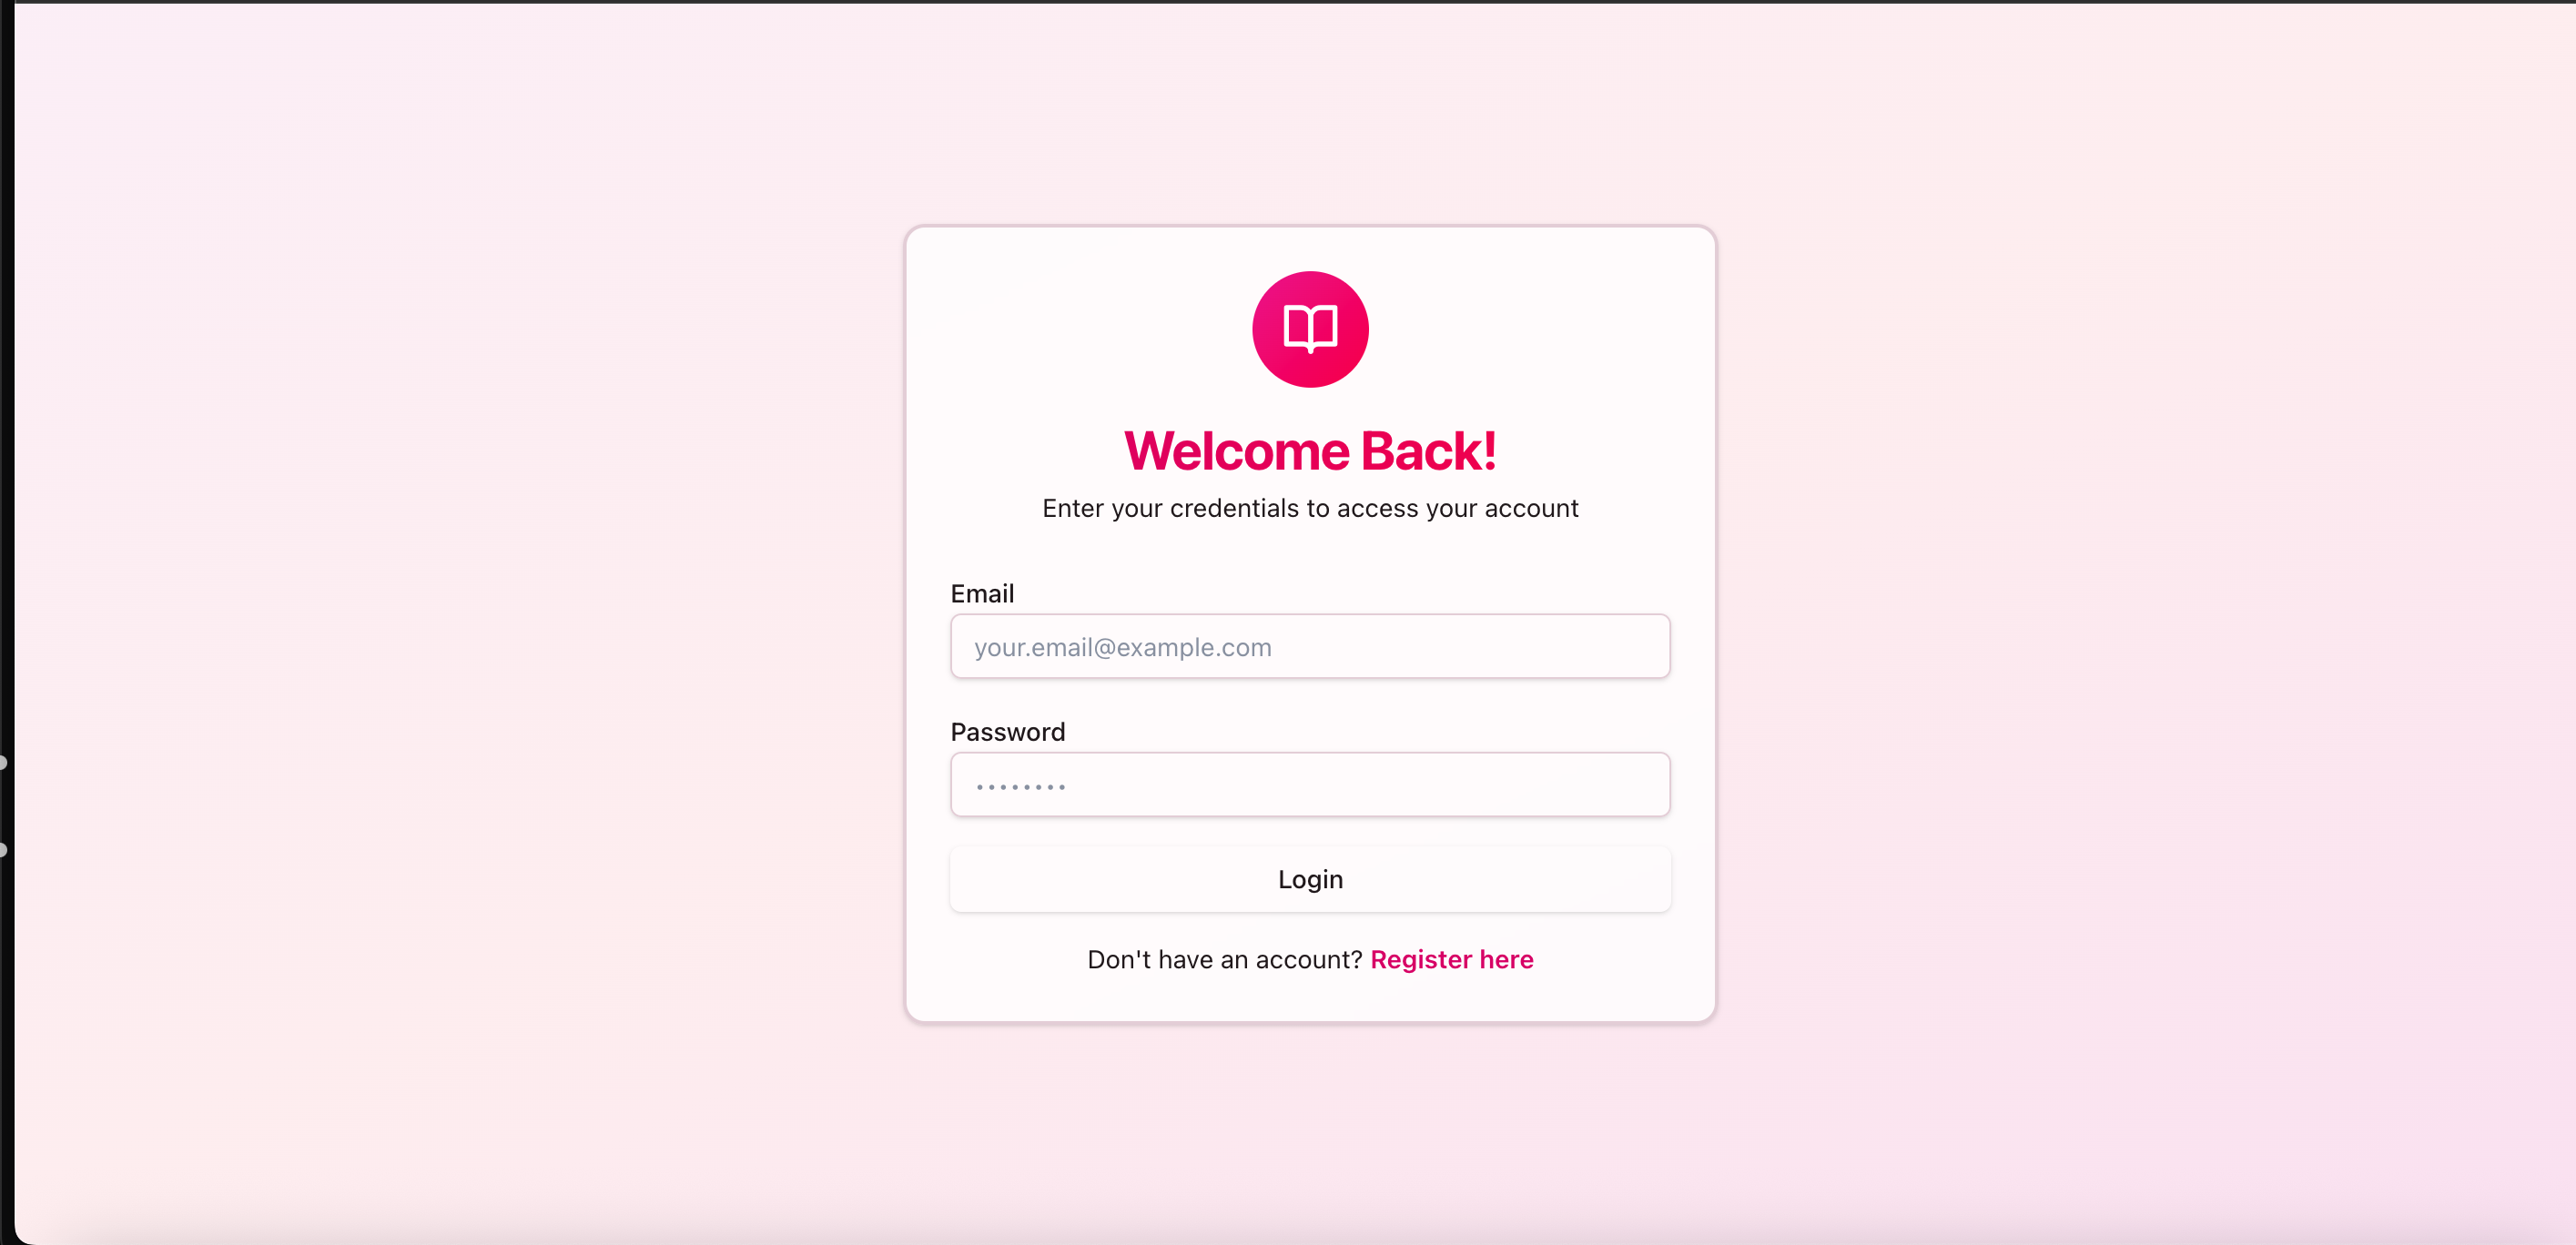 Welcome Back!
Enter your credentials to access your account
Email
your.email@example.com
Password
••••••••
Login
Don't have an account? Register here